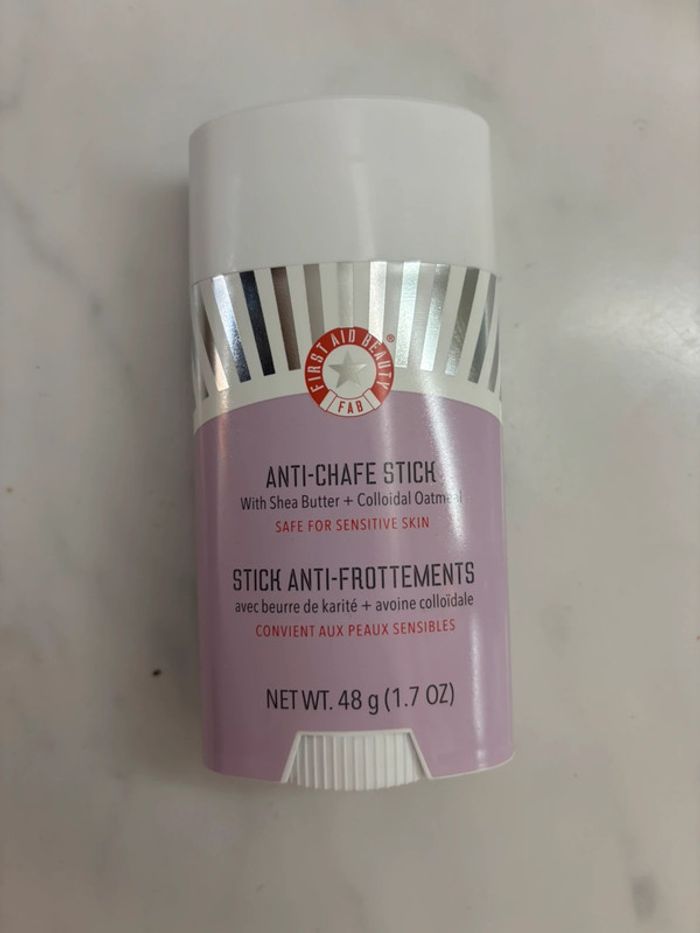 FIRST AID BEAUTY®
FAB
ANTI-CHAFE STICK
With Shea Butter + Colloidal Oatmeal
SAFE FOR SENSITIVE SKIN
STICK ANTI-FROTTEMENTS
avec beurre de karité + avoine colloïdale
CONVIENT AUX PEAUX SENSIBLES
NET WT. 48 g (1.7 OZ)